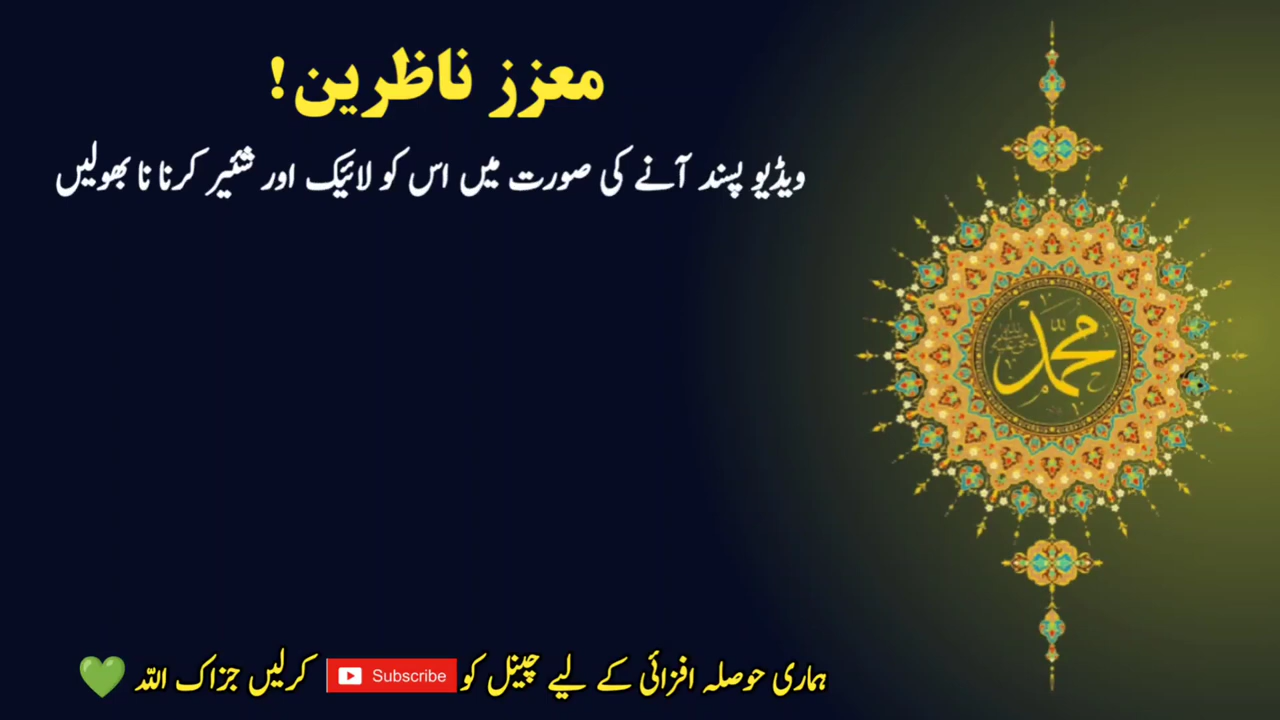 معزز ناظرین!
ویڈیو پسند آنے کی صورت میں اس کو لائیک اور شئیر کرنا نا بھولیں
محمد
ہماری حوصلہ افزائی کے لیے چینل کو Subscribe کرلیں جزاک اللہ 💚